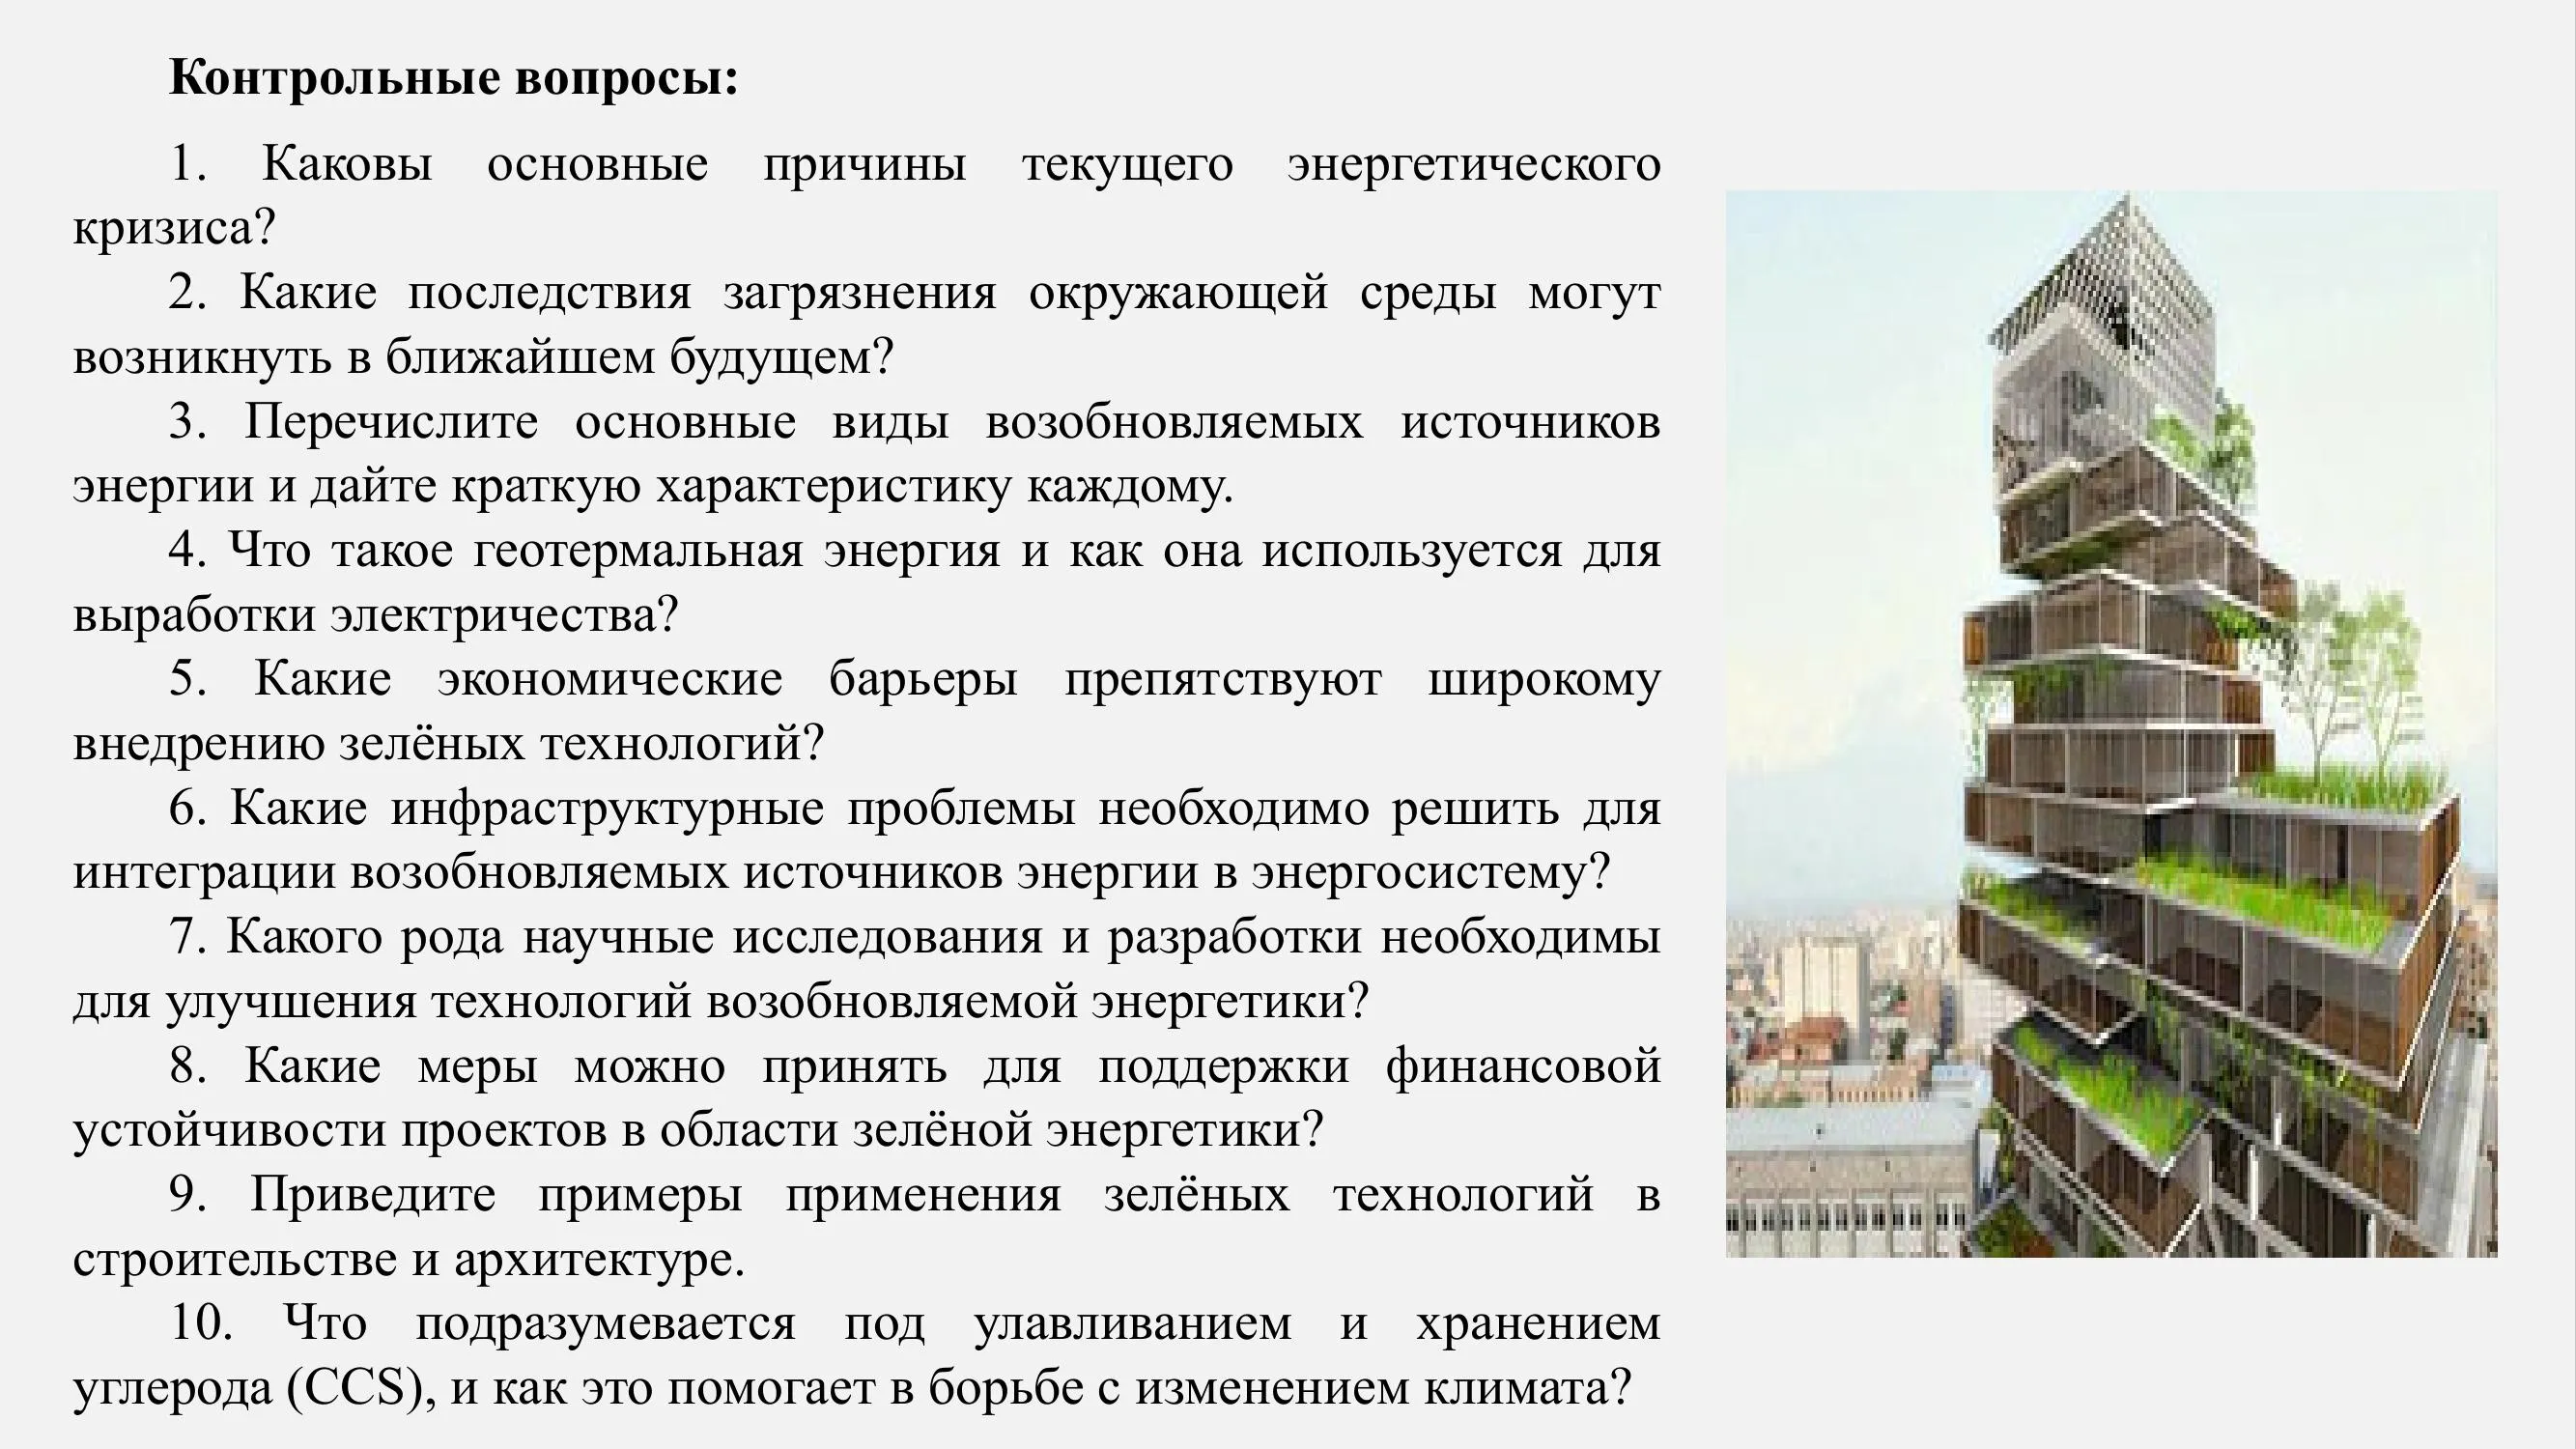 Контрольные вопросы:
1. Каковы основные причины текущего энергетического
кризиса?
2. Какие последствия загрязнения окружающей среды могут
возникнуть в ближайшем будущем?
3. Перечислите основные виды возобновляемых источников
энергии и дайте краткую характеристику каждому.
4. Что такое геотермальная энергия и как она используется для
выработки электричества?
5. Какие экономические барьеры препятствуют широкому
внедрению зелёных технологий?
6. Какие инфраструктурные проблемы необходимо решить для
интеграции возобновляемых источников энергии в энергосистему?
7. Какого рода научные исследования и разработки необходимы
для улучшения технологий возобновляемой энергетики?
8. Какие меры можно принять для поддержки финансовой
устойчивости проектов в области зелёной энергетики?
9. Приведите примеры применения зелёных технологий в
строительстве и архитектуре.
10. Что подразумевается под улавливанием и хранением
углерода (CCS), и как это помогает в борьбе с изменением климата?